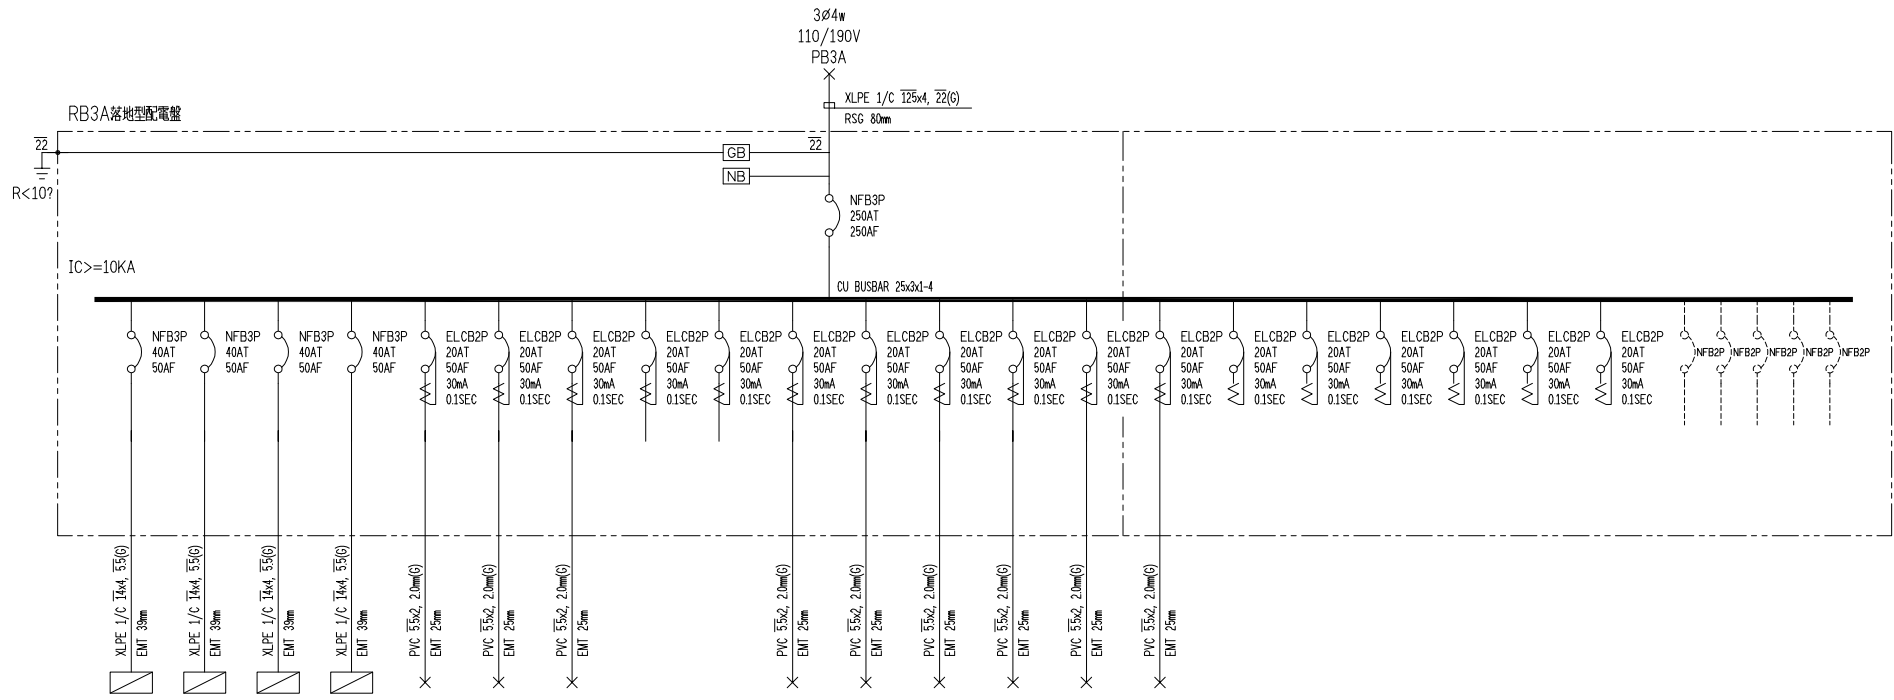 3Ø4w
110/190V
PB3A
XLPE 1/C 125x4, 22(G)
RSG 80mm
RB3A落地型配電盤
22
R<10?
GB
22
NB
NFB3P
250AT
250AF
IC>=10KA
CU BUSBAR 25x3x1-4
NFB3P
40AT
50AF
NFB3P
40AT
50AF
NFB3P
40AT
50AF
NFB3P
40AT
50AF
ELCB2P
20AT
50AF
30mA
0.1SEC
ELCB2P
20AT
50AF
30mA
0.1SEC
ELCB2P
20AT
50AF
30mA
0.1SEC
ELCB2P
20AT
50AF
30mA
0.1SEC
ELCB2P
20AT
50AF
30mA
0.1SEC
ELCB2P
20AT
50AF
30mA
0.1SEC
ELCB2P
20AT
50AF
30mA
0.1SEC
ELCB2P
20AT
50AF
30mA
0.1SEC
ELCB2P
20AT
50AF
30mA
0.1SEC
ELCB2P
20AT
50AF
30mA
0.1SEC
ELCB2P
20AT
50AF
30mA
0.1SEC
ELCB2P
20AT
50AF
30mA
0.1SEC
ELCB2P
20AT
50AF
30mA
0.1SEC
ELCB2P
20AT
50AF
30mA
0.1SEC
ELCB2P
20AT
50AF
30mA
0.1SEC
ELCB2P
20AT
50AF
30mA
0.1SEC
ELCB2P
20AT
50AF
30mA
0.1SEC
NFB2P
NFB2P
NFB2P
NFB2P
NFB2P
XLPE 1/C 14x4, 5.5(G)
EMT 39mm
XLPE 1/C 14x4, 5.5(G)
EMT 39mm
XLPE 1/C 14x4, 5.5(G)
EMT 39mm
XLPE 1/C 14x4, 5.5(G)
EMT 39mm
PVC 5.5x2, 2.0mm(G)
EMT 25mm
PVC 5.5x2, 2.0mm(G)
EMT 25mm
PVC 5.5x2, 2.0mm(G)
EMT 25mm
PVC 5.5x2, 2.0mm(G)
EMT 25mm
PVC 5.5x2, 2.0mm(G)
EMT 25mm
PVC 5.5x2, 2.0mm(G)
EMT 25mm
PVC 5.5x2, 2.0mm(G)
EMT 25mm
PVC 5.5x2, 2.0mm(G)
EMT 25mm
PVC 5.5x2, 2.0mm(G)
EMT 25mm